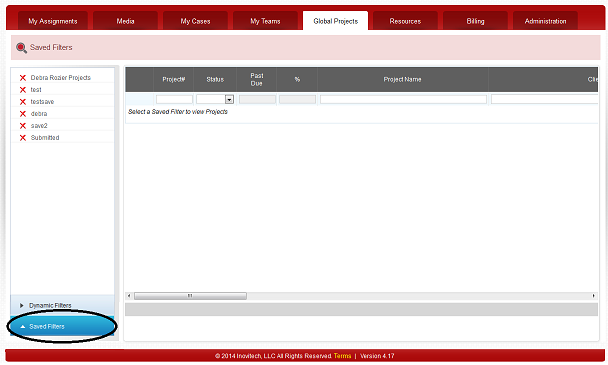 My Assignments Media My Cases My Teams Global Projects Resources Billing Administration
Saved Filters
Debra Rozier Projects
test
testsave
debra
save2
Submitted
Project# Status Past Due % Project Name Clie
Select a Saved Filter to view Projects
Dynamic Filters
Saved Filters
© 2014 Inovitech, LLC All Rights Reserved. Terms | Version 4.17